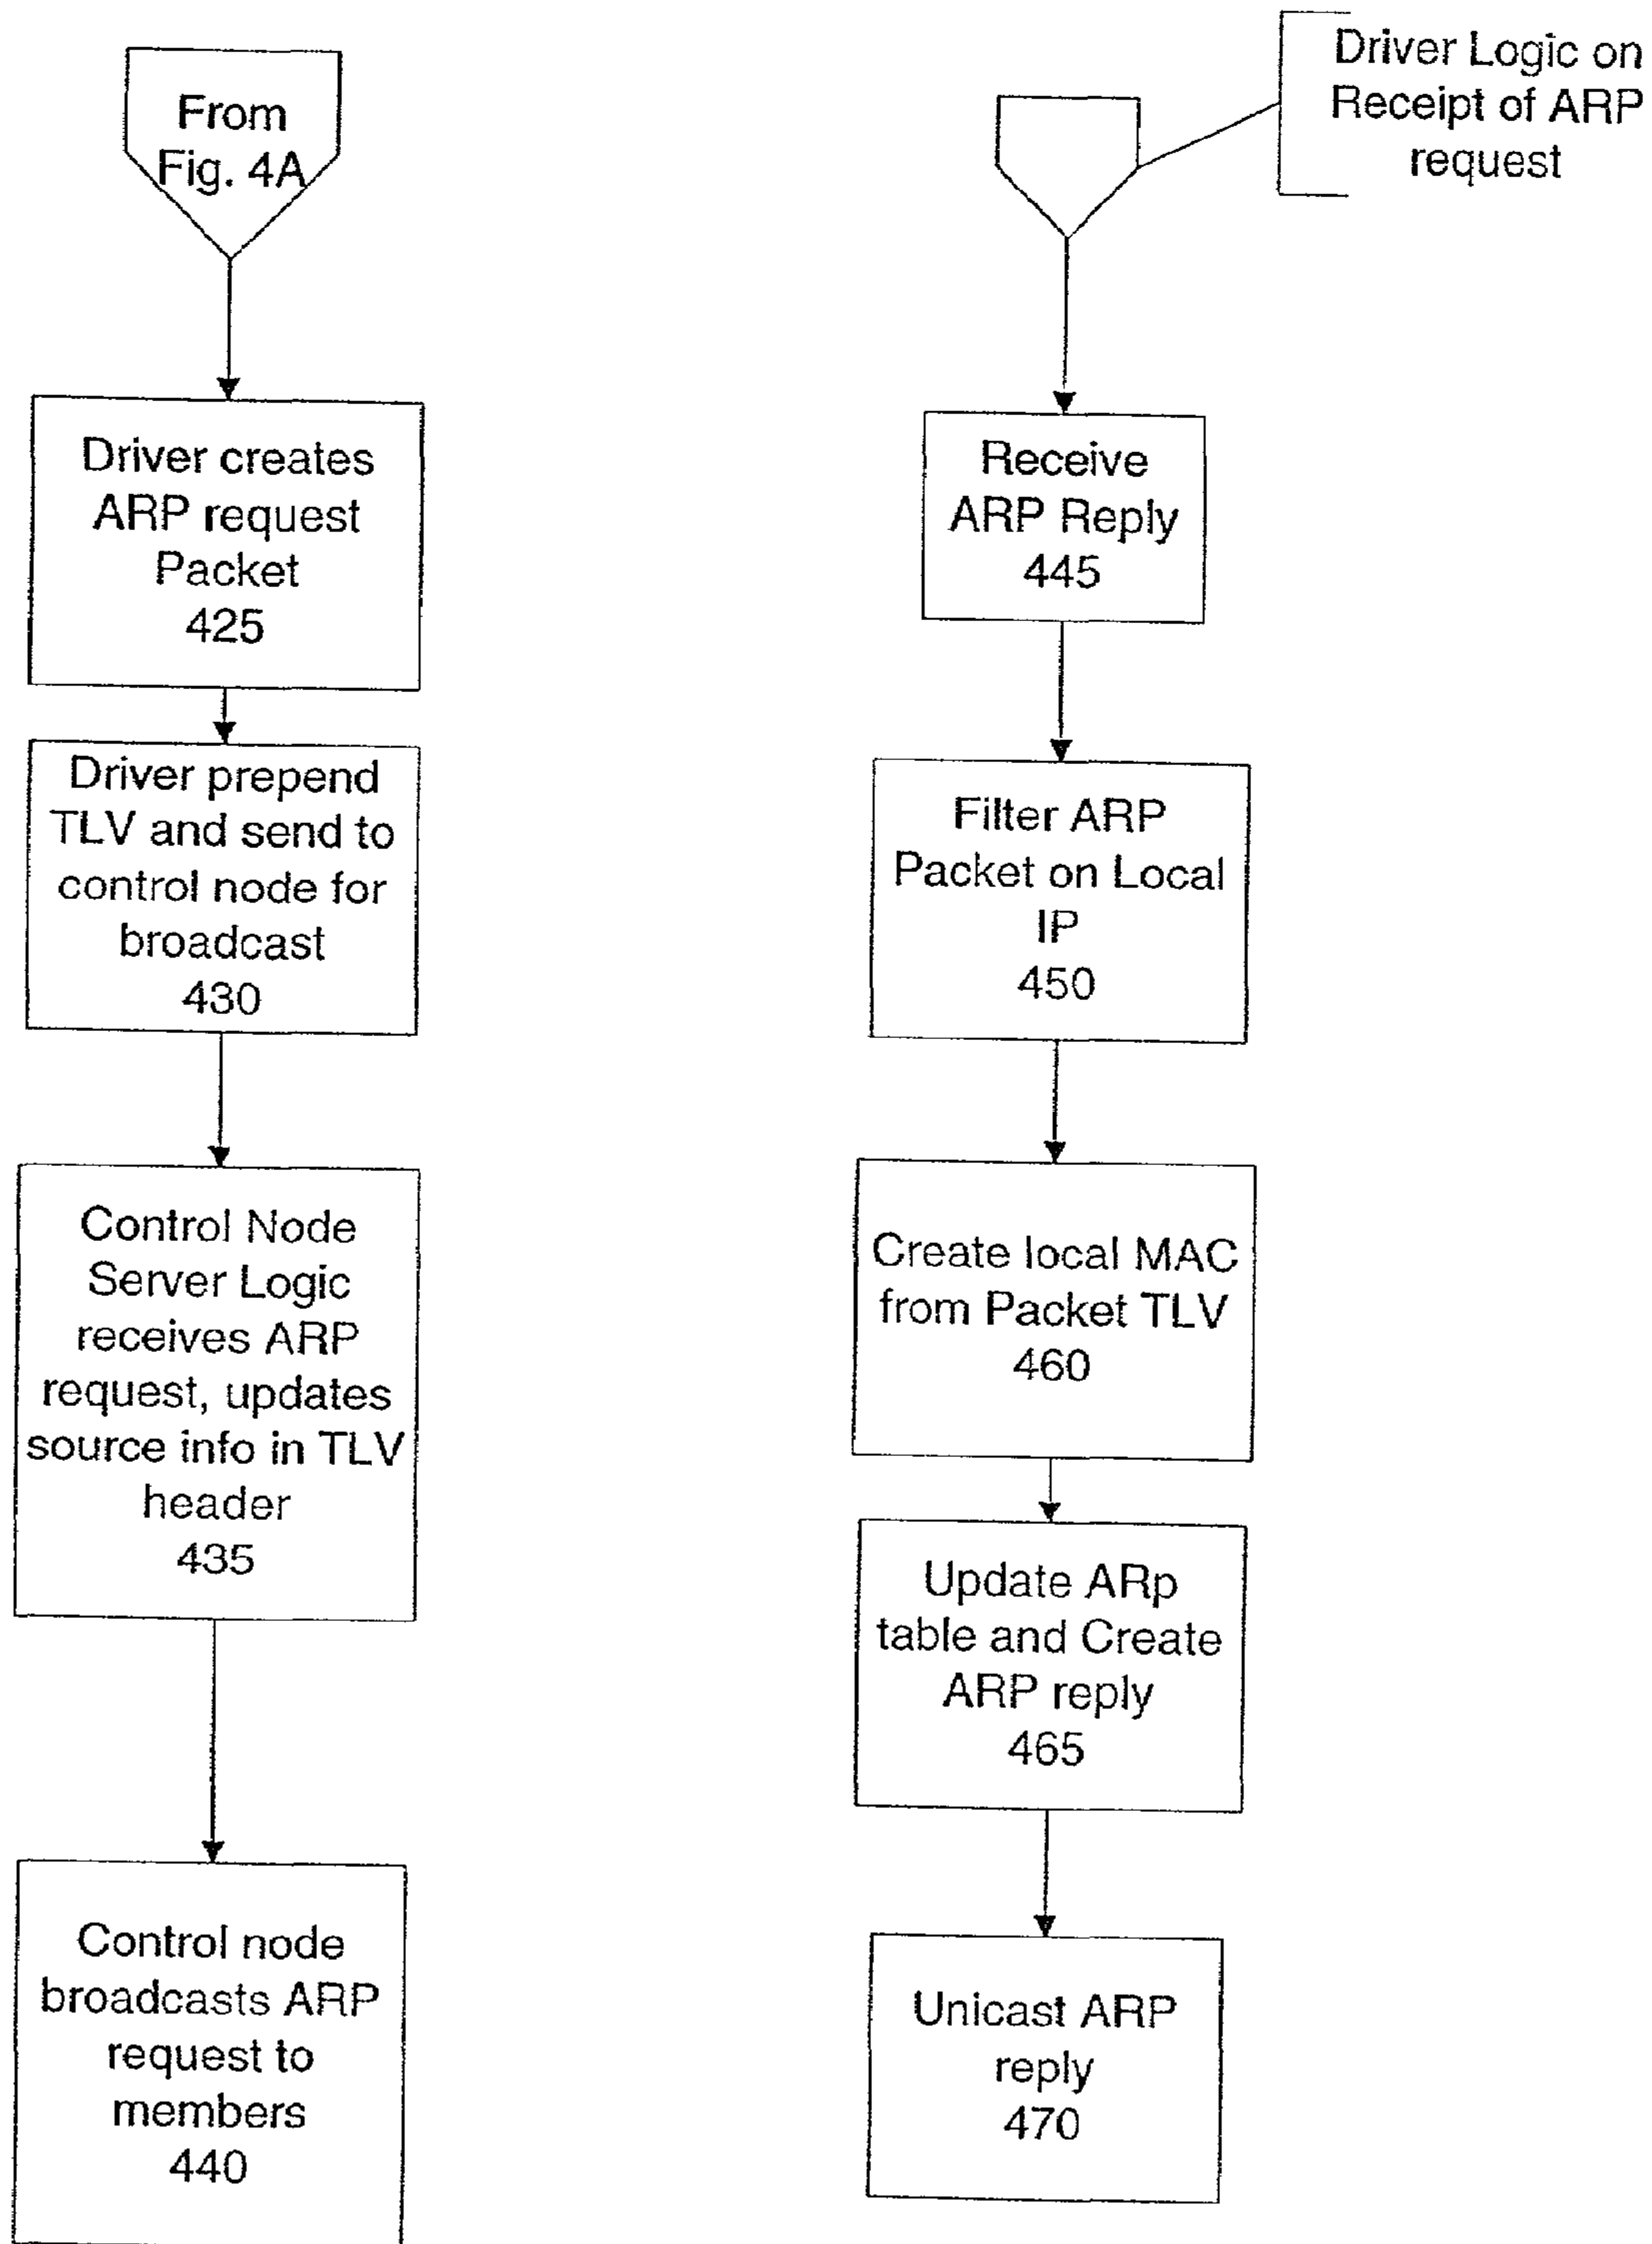 From
Fig. 4A
Driver creates
ARP request
Packet
425
Driver prepend
TLV and send to
control node for
broadcast
430
Control Node
Server Logic
receives ARP
request, updates
source info in TLV
header
435
Control node
broadcasts ARP
request to
members
440
Driver Logic on
Receipt of ARP
request
Receive
ARP Reply
445
Filter ARP
Packet on Local
IP
450
Create local MAC
from Packet TLV
460
Update ARp
table and Create
ARP reply
465
Unicast ARP
reply
470